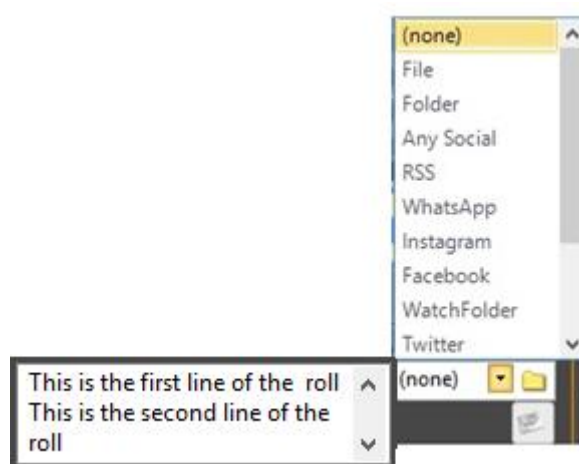 (none)
File
Folder
Any Social
RSS
WhatsApp
Instagram
Facebook
WatchFolder
Twitter
(none)
This is the first line of the  roll
This is the second line of the
roll